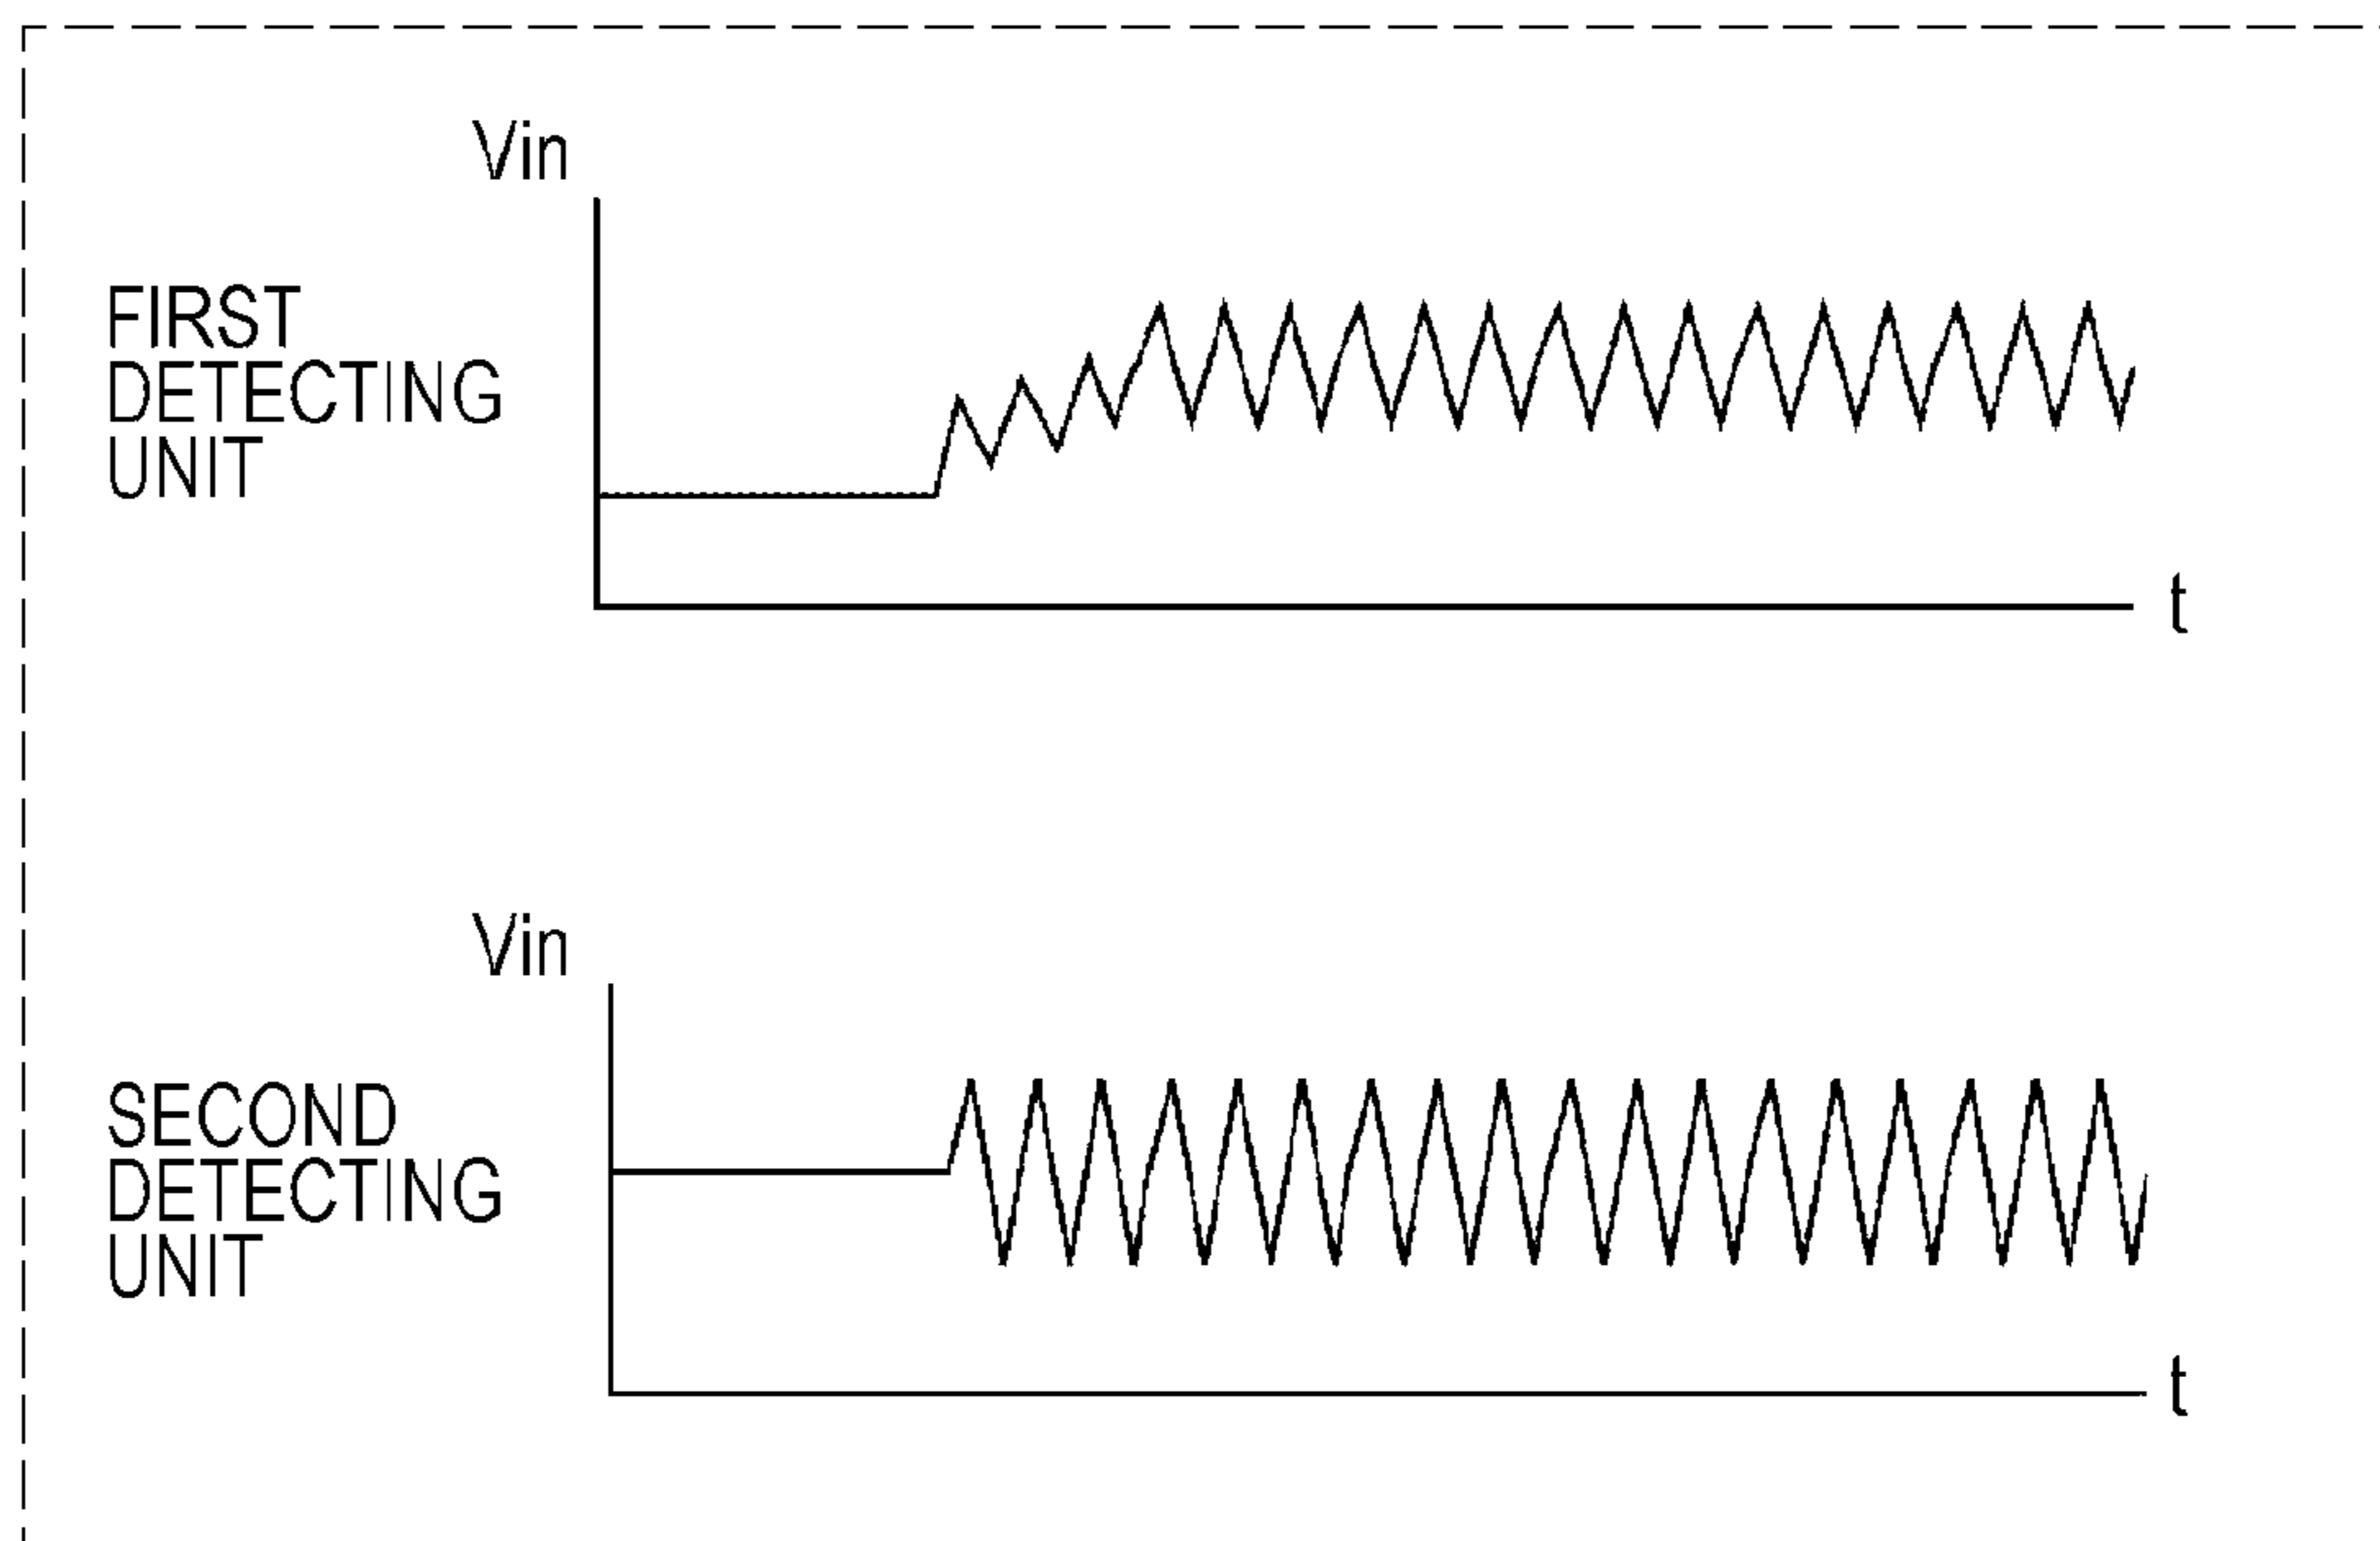 Vin
FIRST
DETECTING
UNIT
t
Vin
SECOND
DETECTING
UNIT
t